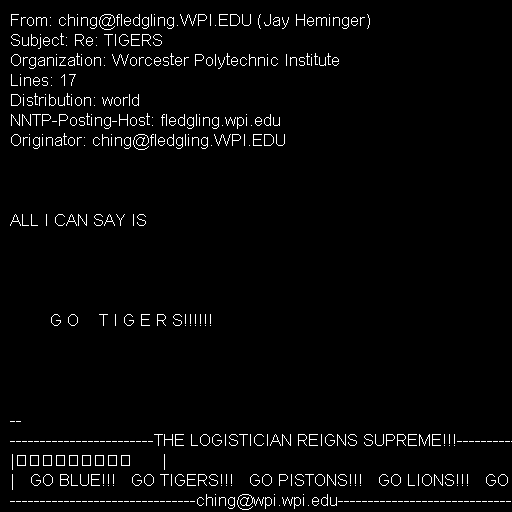 From: ching@fledgling.WPI.EDU (Jay Heminger)
Subject: Re: TIGERS
Organization: Worcester Polytechnic Institute
Lines: 17
Distribution: world
NNTP-Posting-Host: fledgling.wpi.edu
Originator: ching@fledgling.WPI.EDU
ALL I CAN SAY IS
G O    T I G E R S!!!!!!
--
------------------------THE LOGISTICIAN REIGNS SUPREME!!!----------
|▯▯▯▯▯▯▯▯▯      |
|   GO BLUE!!!   GO TIGERS!!!   GO PISTONS!!!   GO LIONS!!!   GO
-------------------------------ching@wpi.wpi.edu-----------------------------